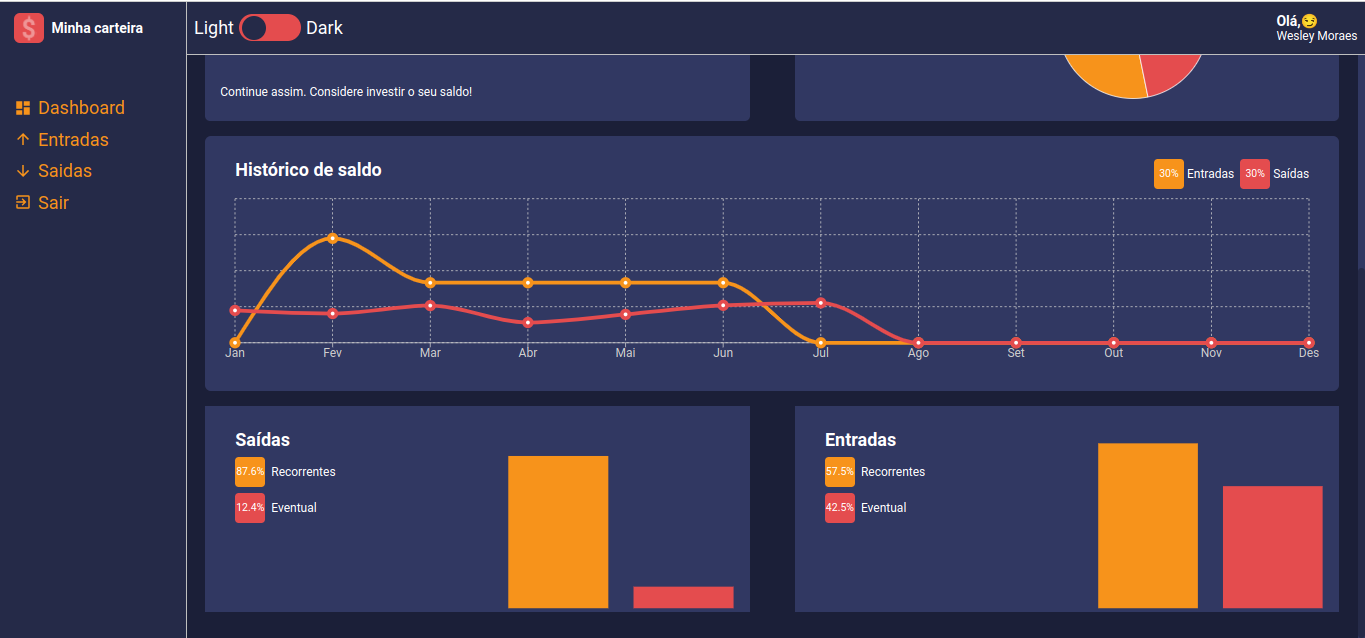 Minha carteira
Light Dark
Olá,😏
Wesley Moraes
Dashboard
Entradas
Saidas
Sair
Continue assim. Considere investir o seu saldo!
Histórico de saldo
30% Entradas 30% Saídas
Jan Fev Mar Abr Mai Jun Jul Ago Set Out Nov Des
Saídas
87.6% Recorrentes
12.4% Eventual
Entradas
57.5% Recorrentes
42.5% Eventual